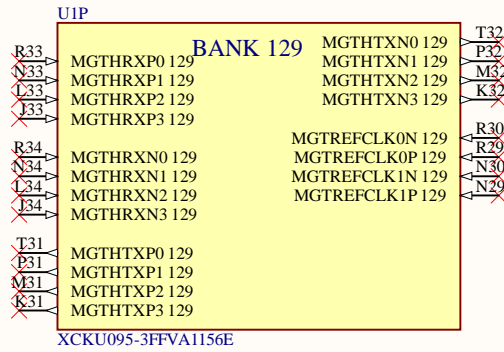 U1P
BANK 129
R33 MGTHRXP0 129
N33 MGTHRXP1 129
L33 MGTHRXP2 129
J33 MGTHRXP3 129
R34 MGTHRXN0 129
N34 MGTHRXN1 129
L34 MGTHRXN2 129
J34 MGTHRXN3 129
T31 MGTHTXP0 129
P31 MGTHTXP1 129
M31 MGTHTXP2 129
K31 MGTHTXP3 129
MGTHTXN0 129 T32
MGTHTXN1 129 P32
MGTHTXN2 129 M32
MGTHTXN3 129 K32
MGTREFCLK0N 129 R30
MGTREFCLK0P 129 R29
MGTREFCLK1N 129 N30
MGTREFCLK1P 129 N29
XCKU095-3FFVA1156E